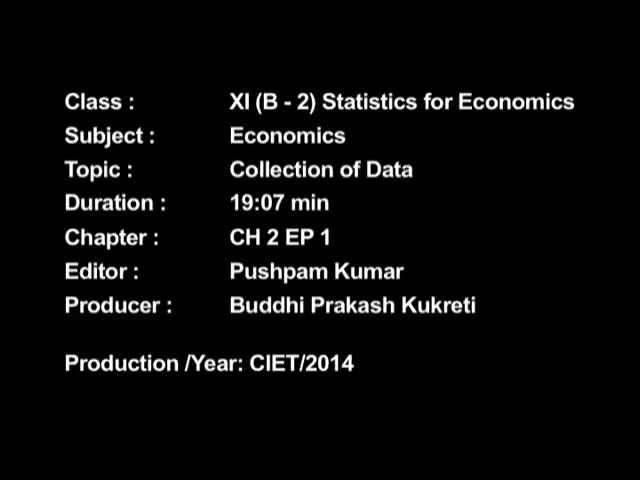 Class : XI (B - 2) Statistics for Economics
Subject : Economics
Topic : Collection of Data
Duration : 19:07 min
Chapter : CH 2 EP 1
Editor : Pushpam Kumar
Producer : Buddhi Prakash Kukreti
Production /Year: CIET/2014